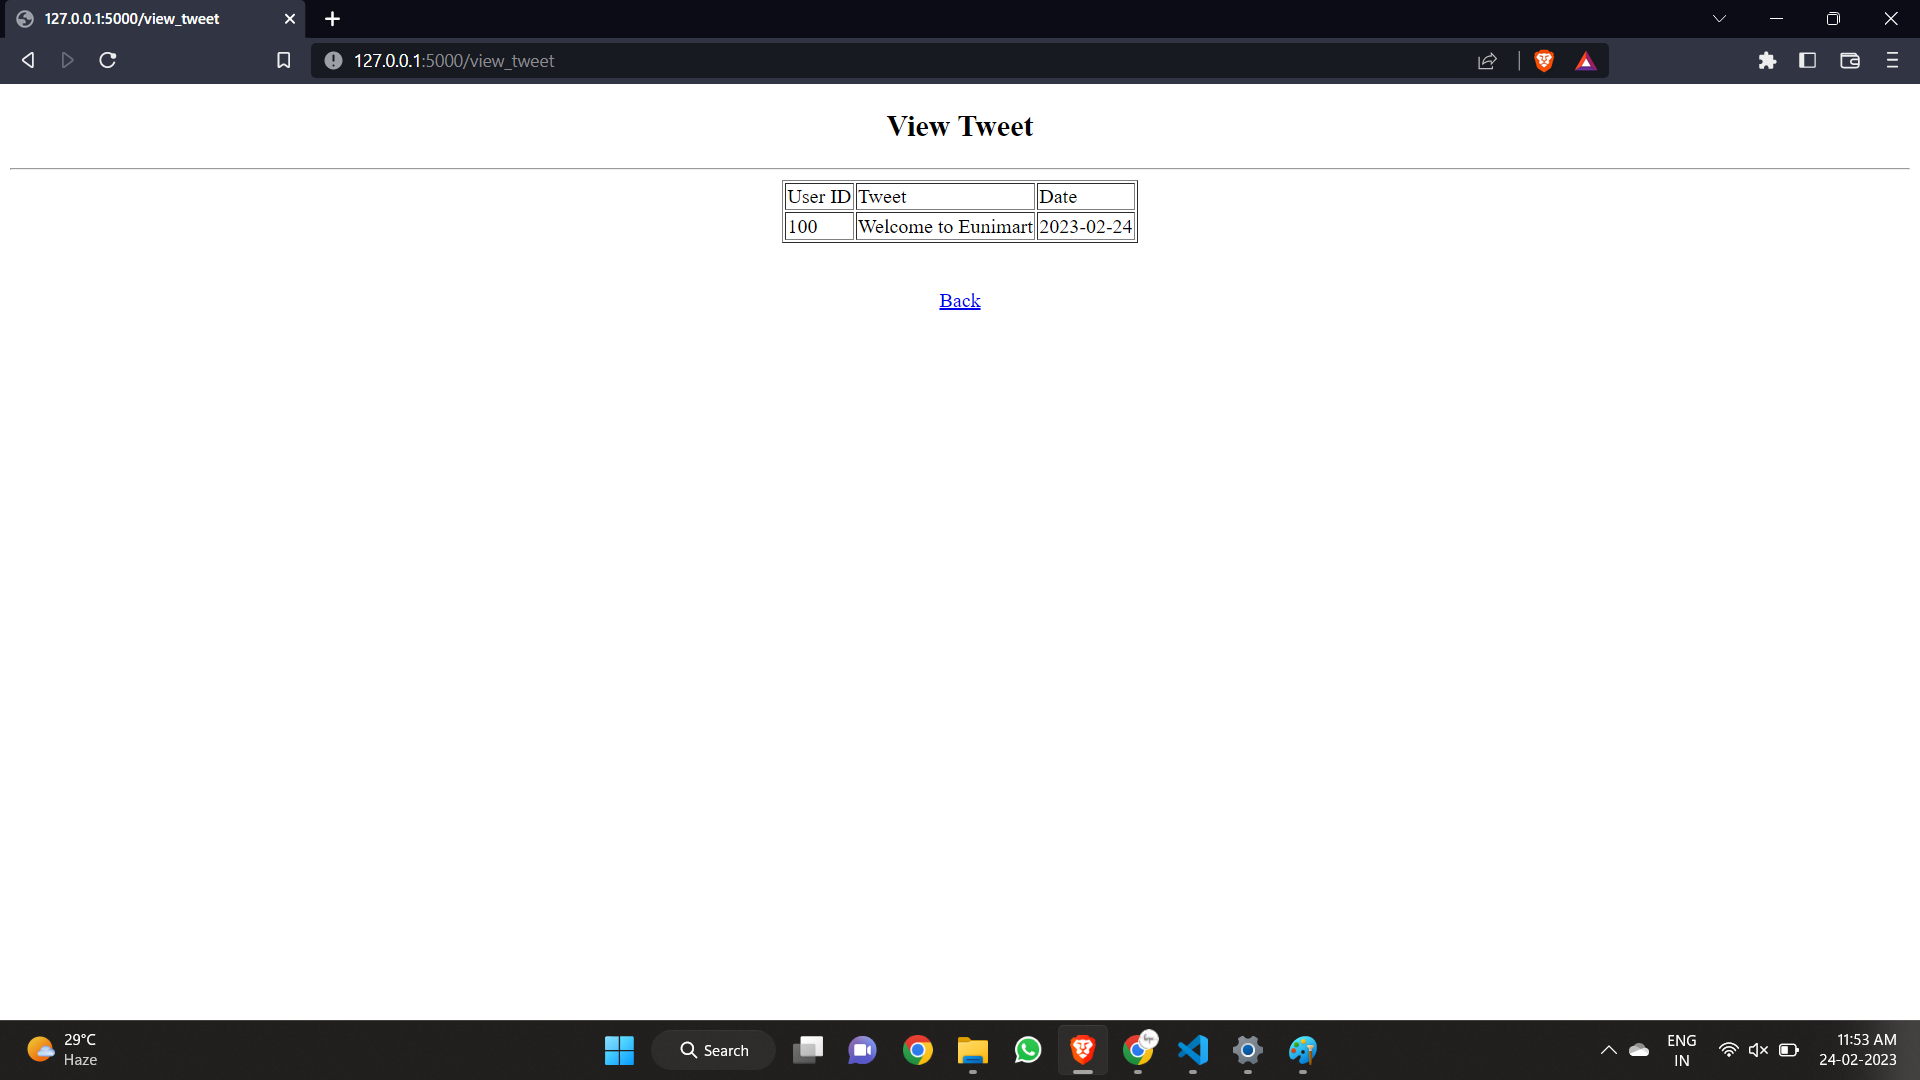 127.0.0.1:5000/view_tweet
127.0.0.1:5000/view_tweet
View Tweet
User ID Tweet Date
100 Welcome to Eunimart 2023-02-24
Back
29°C
Haze
Search
ENG
IN
11:53 AM
24-02-2023